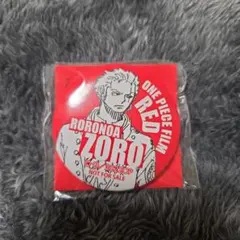 ONE PIECE FILM
RED
RORONOA
ZORO
NOT FOR SALE